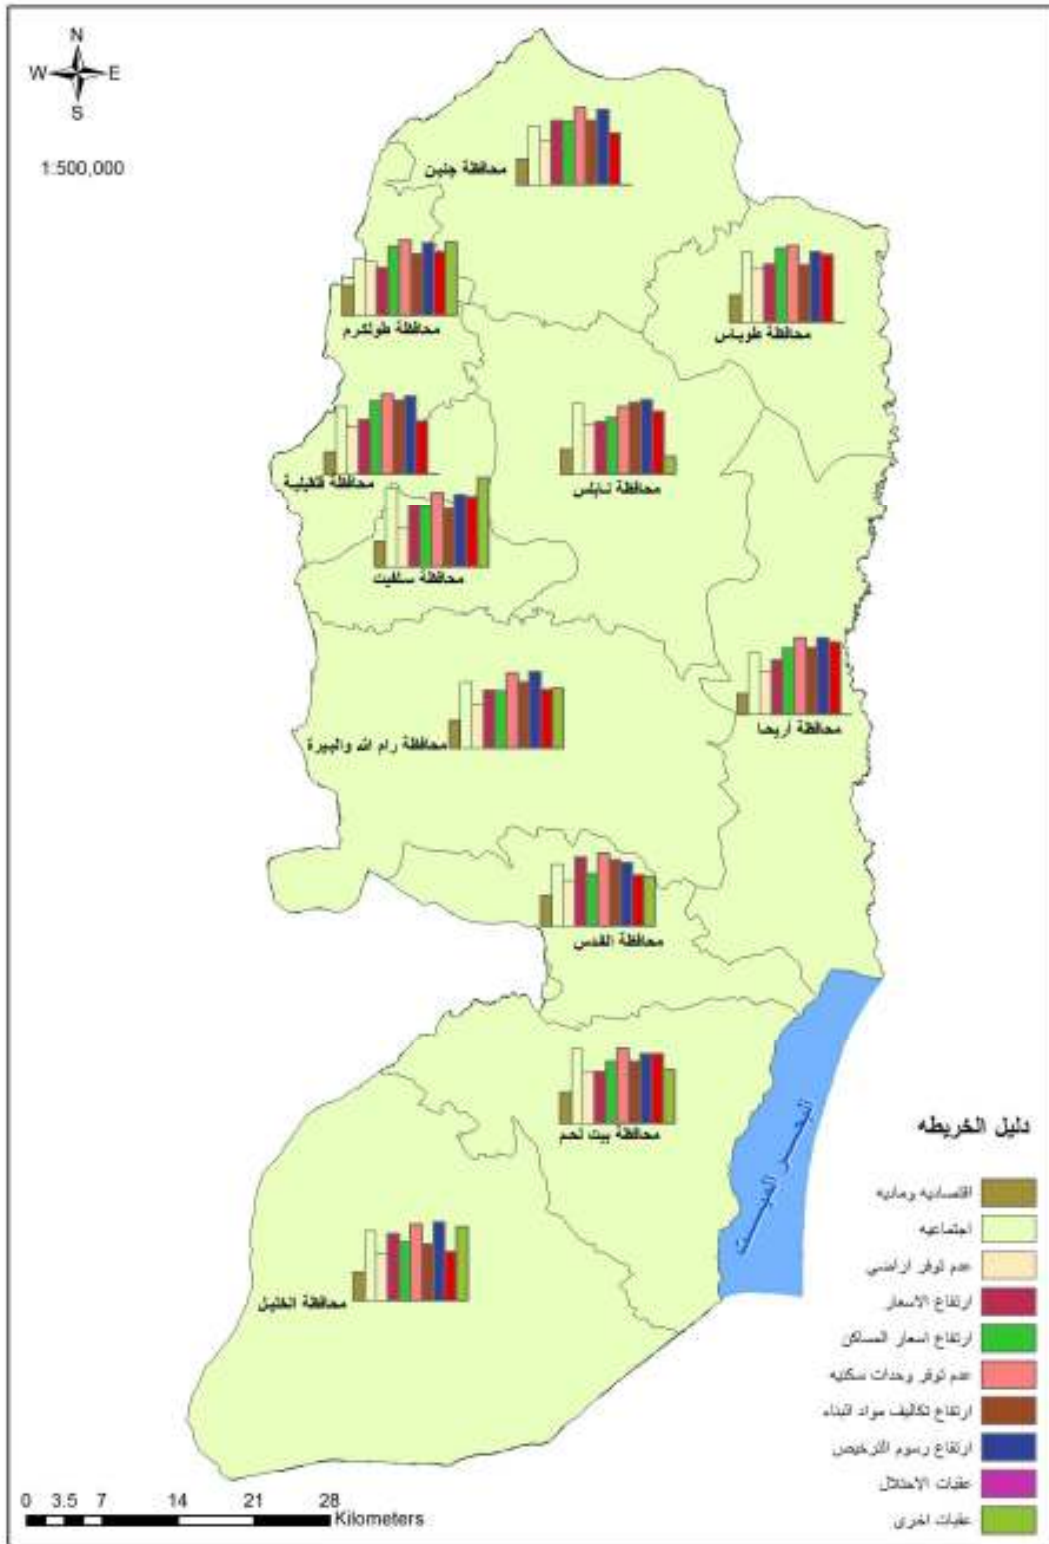 N
W E
S
1:500,000
محافظة جنين
محافظة طولكرم
محافظة طوباس
محافظة قلقيلية
محافظة نابلس
محافظة سلفيت
محافظة اريحا
محافظة رام الله والبيرة
محافظة القدس
محافظة بيت لحم
محافظة الخليل
البحر الميت
دليل الخريطه
اقتصاديه وماديه
اجتماعيه
عدم توفر اراضي
ارتفاع الاسعار
ارتفاع اسعار المساكن
عدم توفر وحدات سكنيه
ارتفاع تكاليف مواد البناء
ارتفاع رسوم الترخيص
عقبات الاحتلال
عقبات اخرى
0 3.5 7 14 21 28
Kilometers